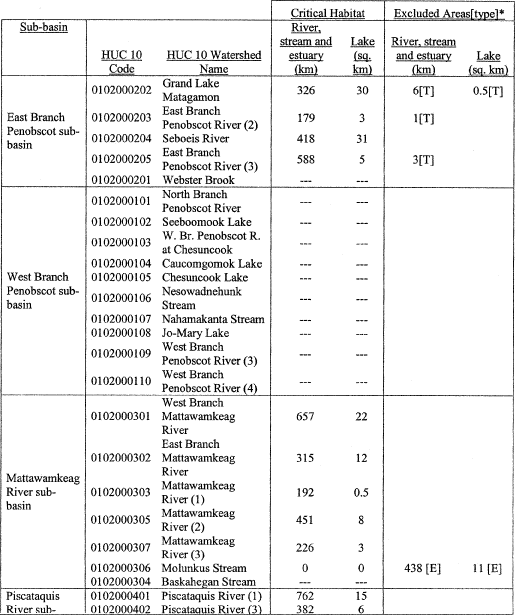 Critical Habitat Excluded Areas[type]*
Sub-basin
HUC 10 Code HUC 10 Watershed Name River, stream and estuary (km) Lake (sq. km) River, stream and estuary (km) Lake (sq. km)
East Branch Penobscot sub-basin
0102000202 Grand Lake Matagamon 326 30 6[T] 0.5[T]
0102000203 East Branch Penobscot River (2) 179 3 1[T]
0102000204 Seboeis River 418 31
0102000205 East Branch Penobscot River (3) 588 5 3[T]
0102000201 Webster Brook --- ---
West Branch Penobscot sub-basin
0102000101 North Branch Penobscot River --- ---
0102000102 Seeboomook Lake --- ---
0102000103 W. Br. Penobscot R. at Chesuncook --- ---
0102000104 Caucomgomok Lake --- ---
0102000105 Chesuncook Lake --- ---
0102000106 Nesowadnehunk Stream --- ---
0102000107 Nahamakanta Stream --- ---
0102000108 Jo-Mary Lake --- ---
0102000109 West Branch Penobscot River (3) --- ---
0102000110 West Branch Penobscot River (4) --- ---
Mattawamkeag River sub-basin
0102000301 West Branch Mattawamkeag River 657 22
0102000302 East Branch Mattawamkeag River 315 12
0102000303 Mattawamkeag River (1) 192 0.5
0102000305 Mattawamkeag River (2) 451 8
0102000307 Mattawamkeag River (3) 226 3
0102000306 Molunkus Stream 0 0 438 [E] 11 [E]
0102000304 Baskahegan Stream --- ---
Piscataquis River sub-
0102000401 Piscataquis River (1) 762 15
0102000402 Piscataquis River (3) 382 6